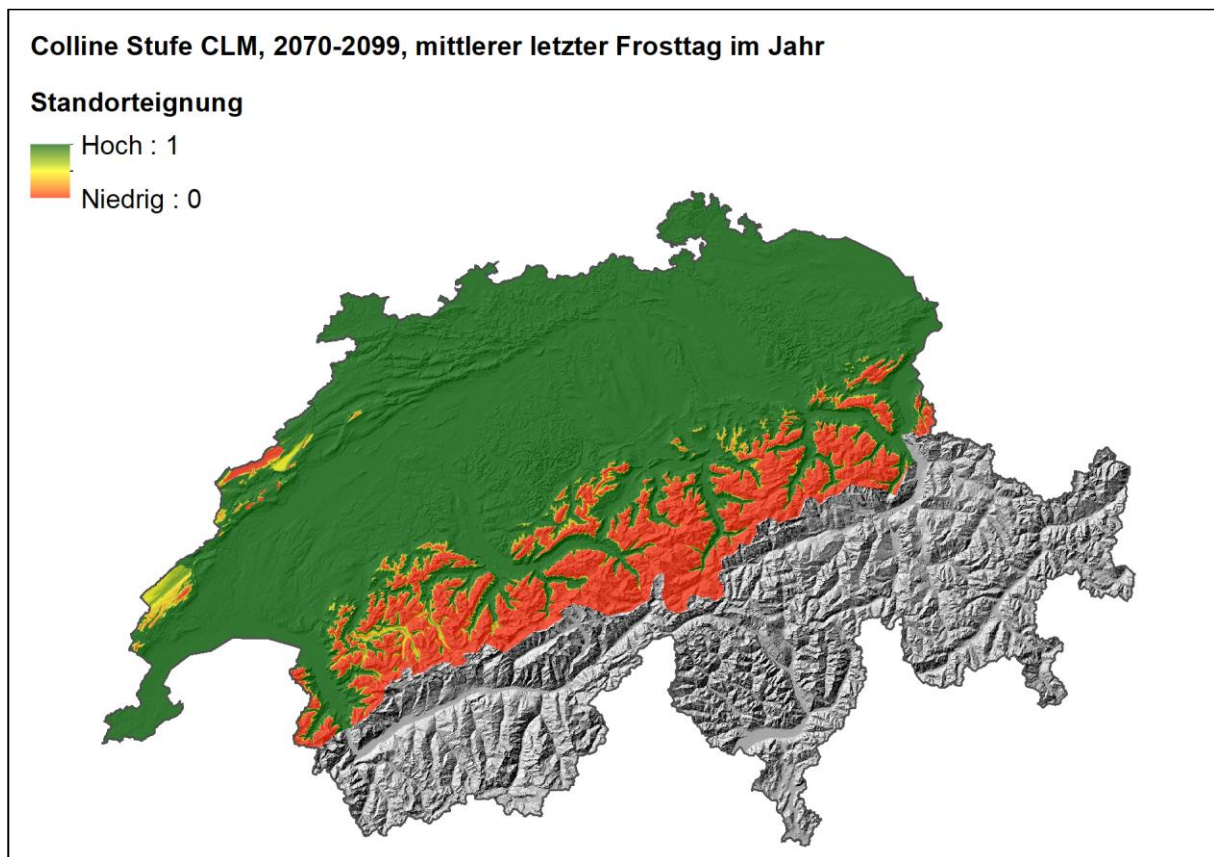 Colline Stufe CLM, 2070-2099, mittlerer letzter Frosttag im Jahr
Standorteignung
Hoch : 1
Niedrig : 0